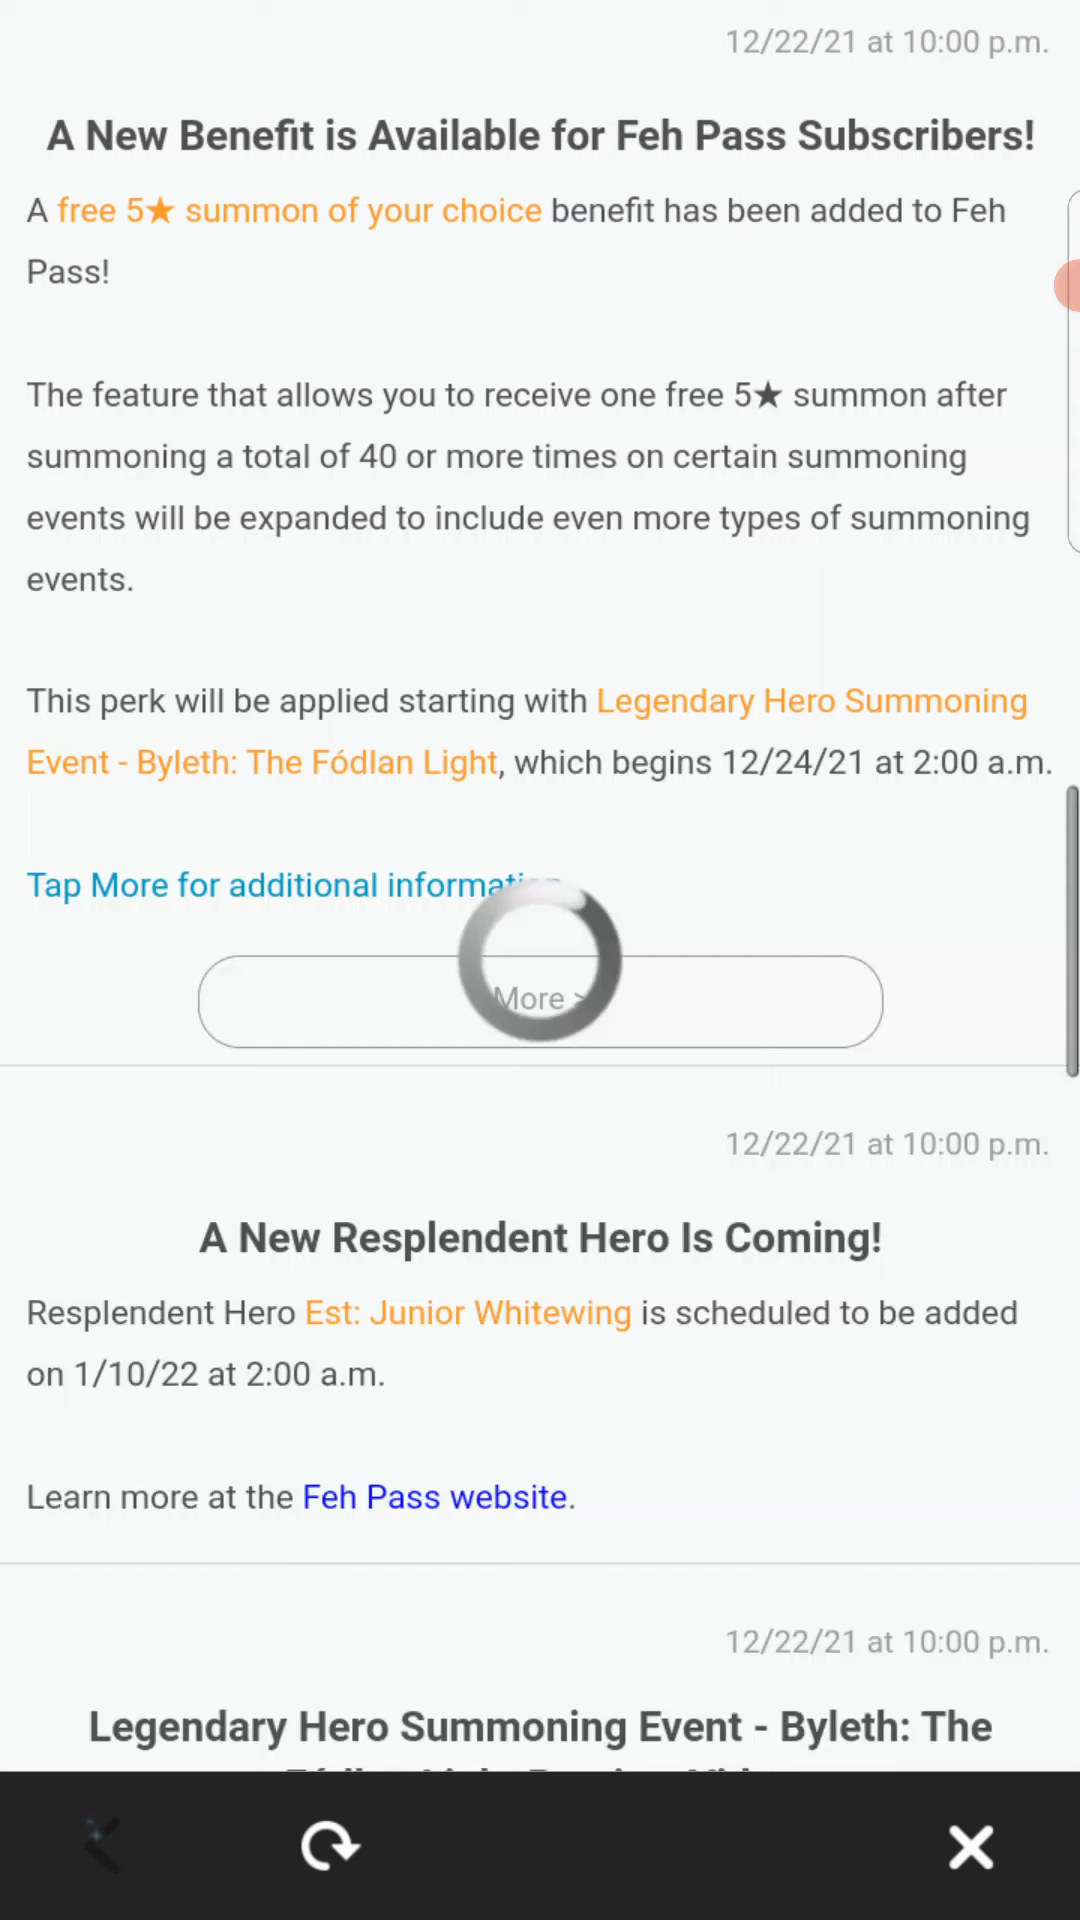 12/22/21 at 10:00 p.m.
A New Benefit is Available for Feh Pass Subscribers!
A free 5★ summon of your choice benefit has been added to Feh
Pass!
The feature that allows you to receive one free 5★ summon after
summoning a total of 40 or more times on certain summoning
events will be expanded to include even more types of summoning
events.
This perk will be applied starting with Legendary Hero Summoning
Event - Byleth: The Fódlan Light, which begins 12/24/21 at 2:00 a.m.
Tap More for additional information
More >
12/22/21 at 10:00 p.m.
A New Resplendent Hero Is Coming!
Resplendent Hero Est: Junior Whitewing is scheduled to be added
on 1/10/22 at 2:00 a.m.
Learn more at the Feh Pass website.
12/22/21 at 10:00 p.m.
Legendary Hero Summoning Event - Byleth: The